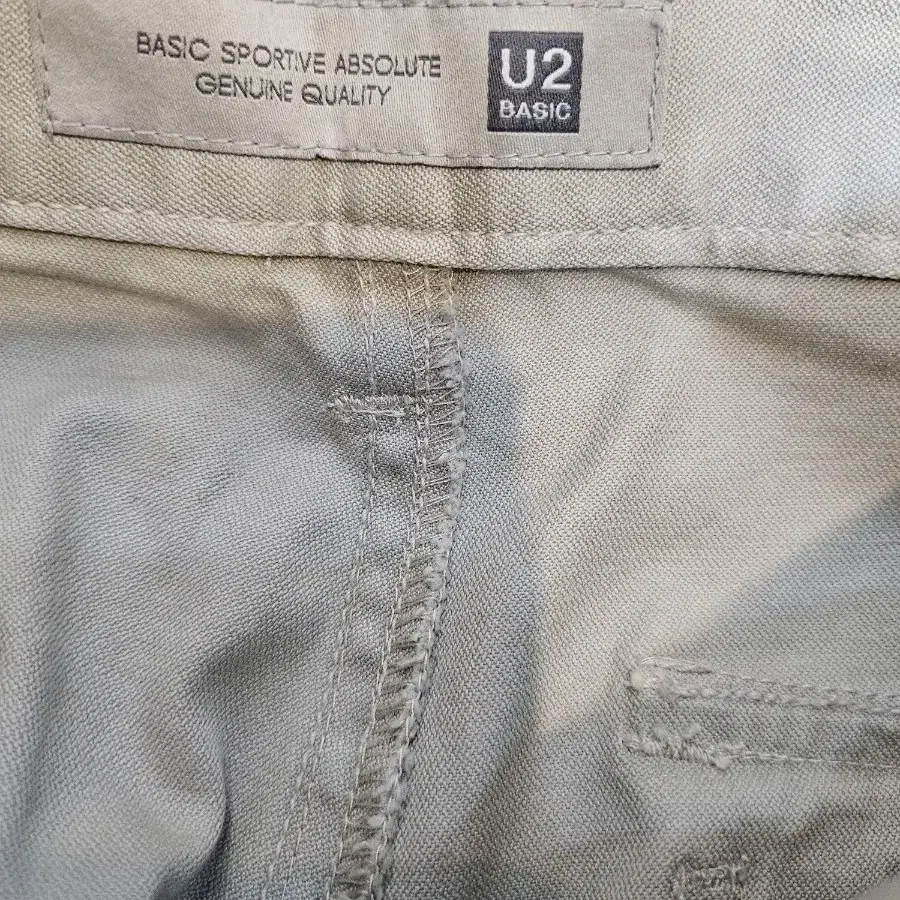 BASIC SPORTIVE ABSOLUTE
GENUINE QUALITY
U2
BASIC